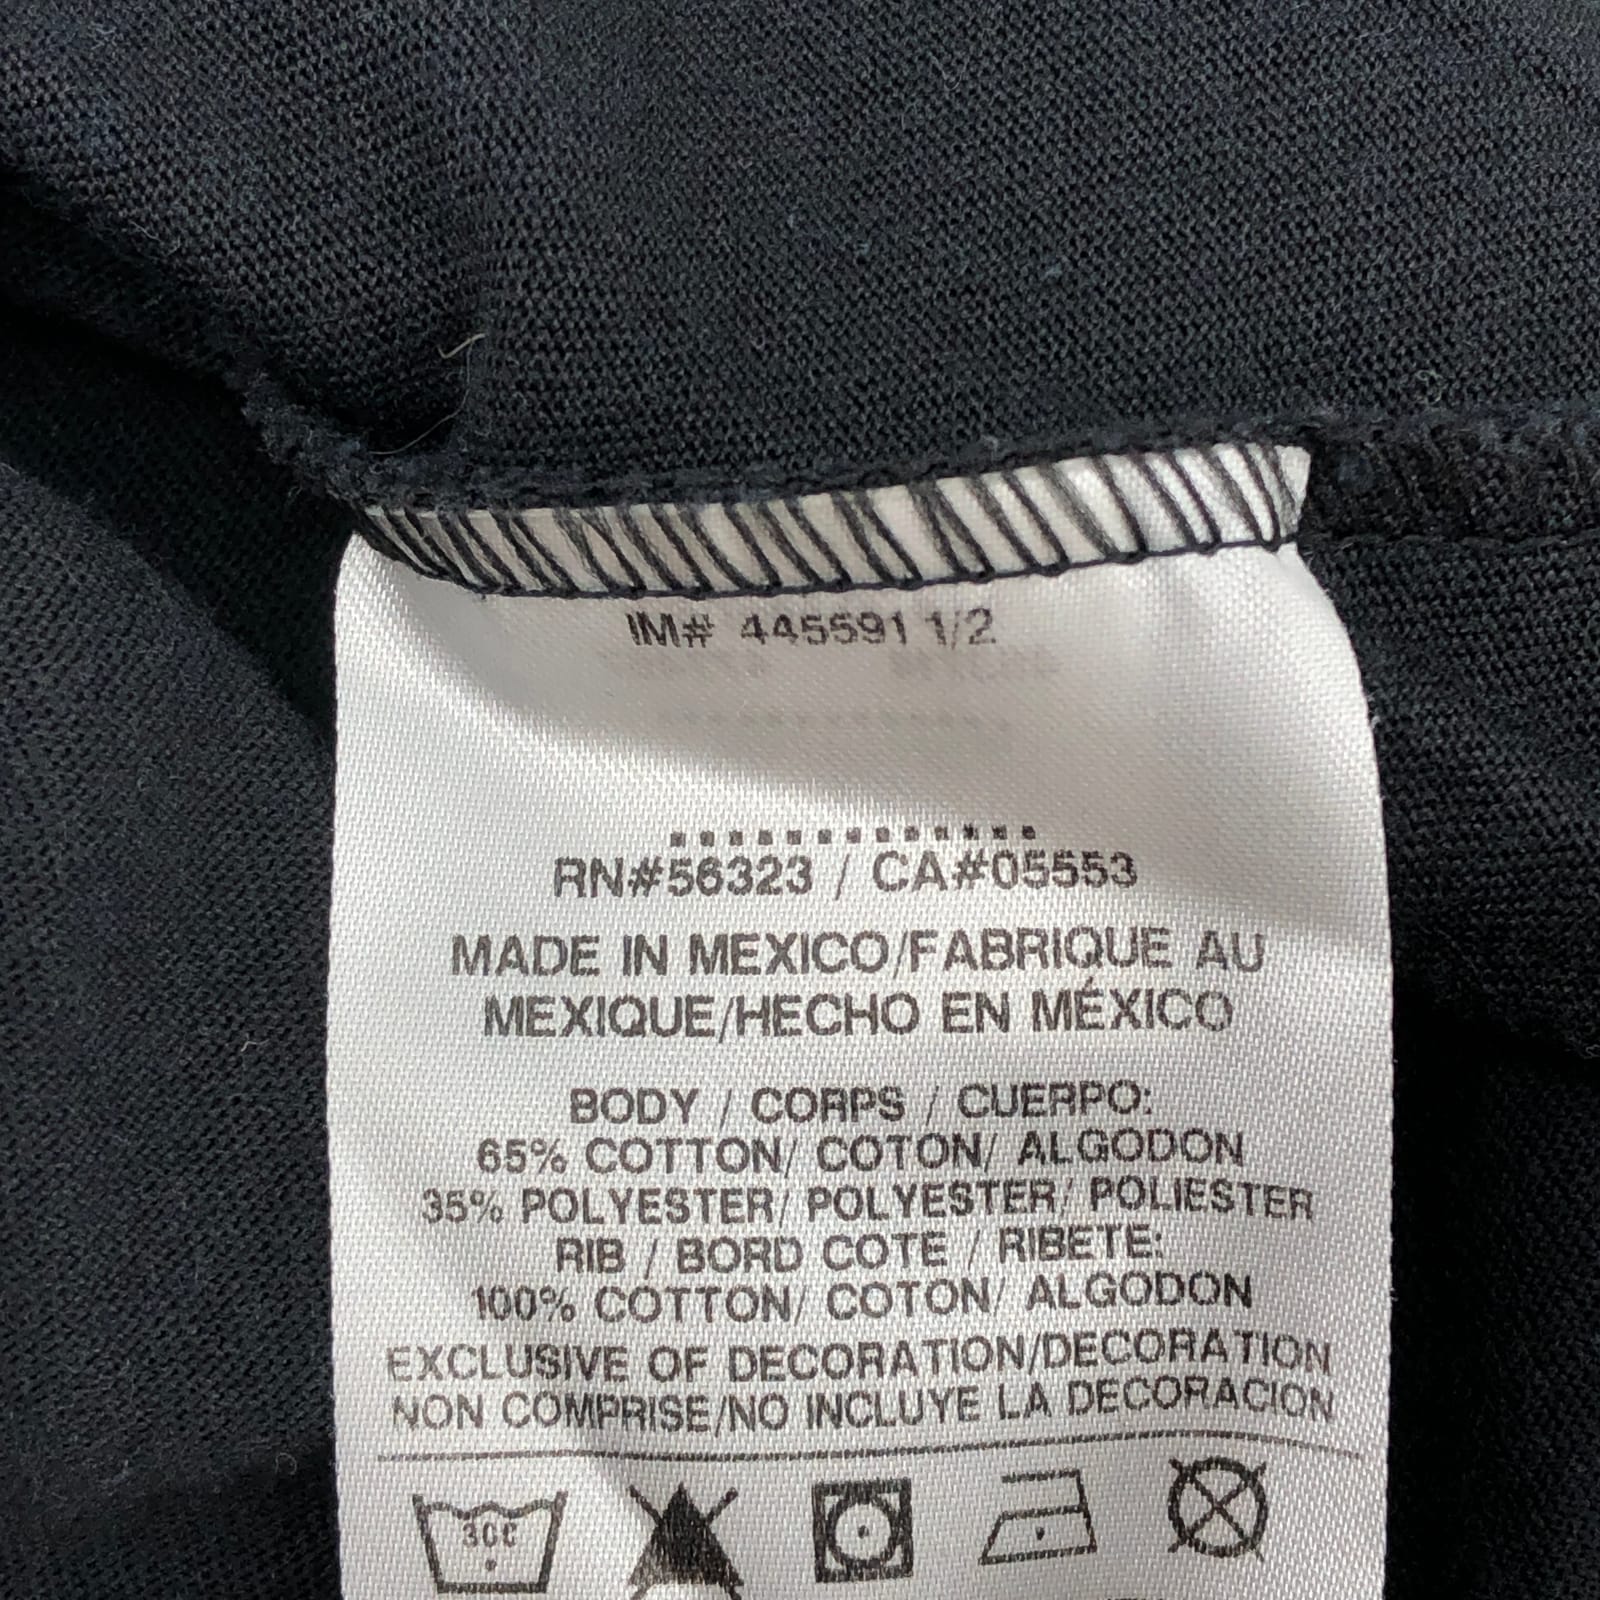 IM# 445591 1/2
RN#56323 / CA#05553
MADE IN MEXICO/FABRIQUE AU
MEXIQUE/HECHO EN MÉXICO
BODY / CORPS / CUERPO:
65% COTTON/ COTON/ ALGODON
35% POLYESTER/ POLYESTER/ POLIESTER
RIB / BORD COTE / RIBETE:
100% COTTON/ COTON/ ALGODON
EXCLUSIVE OF DECORATION/DECORATION
NON COMPRISE/NO INCLUYE LA DECORACION
30C